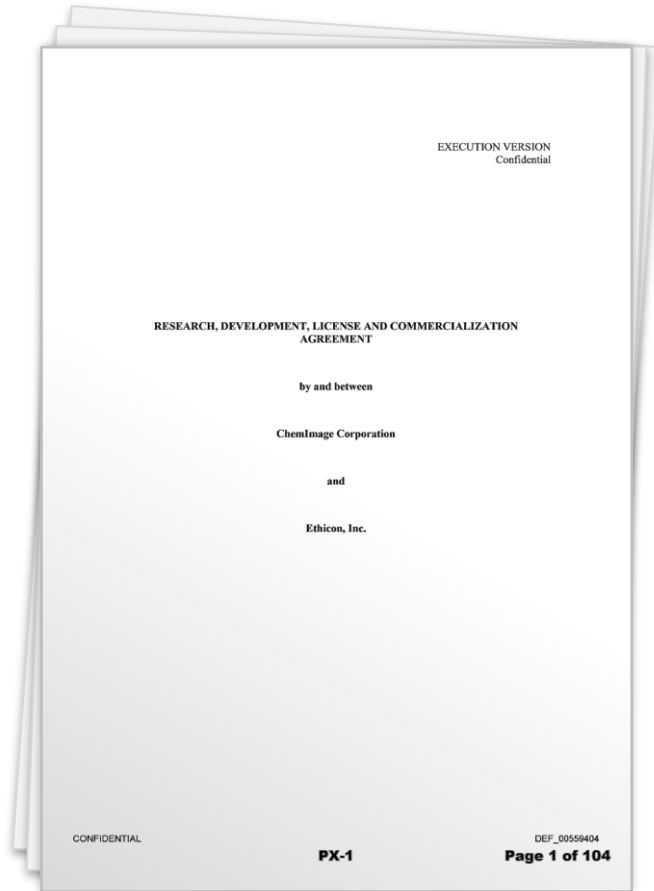 EXECUTION VERSION
Confidential
RESEARCH, DEVELOPMENT, LICENSE AND COMMERCIALIZATION
AGREEMENT
by and between
ChemImage Corporation
and
Ethicon, Inc.
CONFIDENTIAL
DEF_00559404
PX-1
Page 1 of 104